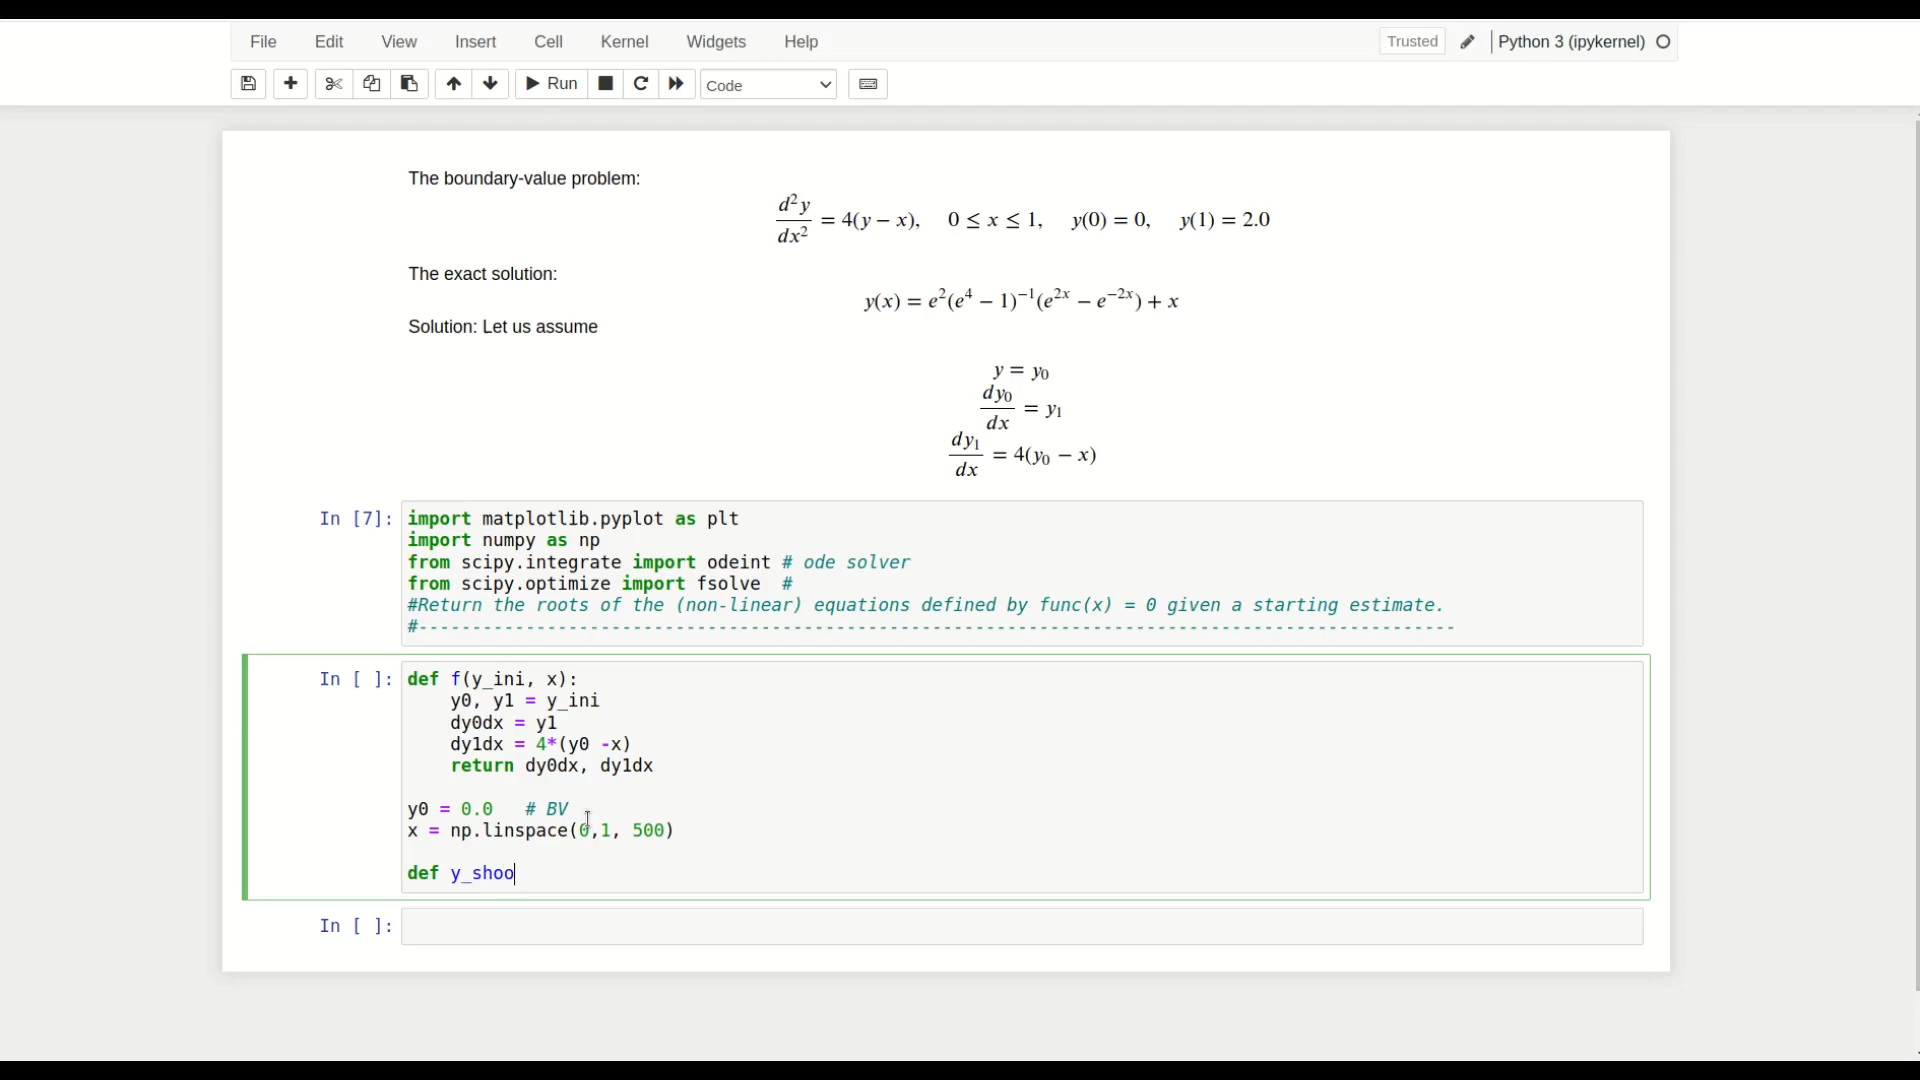 File Edit View Insert Cell Kernel Widgets Help Trusted Python 3 (ipykernel)
Run Code
The boundary-value problem:
d²y/dx² = 4(y − x), 0 ≤ x ≤ 1, y(0) = 0, y(1) = 2.0
The exact solution:
y(x) = e²(e⁴ − 1)⁻¹(e²ˣ − e⁻²ˣ) + x
Solution: Let us assume
y = y₀
dy₀/dx = y₁
dy₁/dx = 4(y₀ − x)
In [7]: import matplotlib.pyplot as plt
import numpy as np
from scipy.integrate import odeint # ode solver
from scipy.optimize import fsolve  #
#Return the roots of the (non-linear) equations defined by func(x) = 0 given a starting estimate.
#-------------------------------------------------------------------------------------------------
In [ ]: def f(y_ini, x):
    y0, y1 = y_ini
    dy0dx = y1
    dy1dx = 4*(y0 -x)
    return dy0dx, dy1dx
y0 = 0.0   # BV
x = np.linspace(0,1, 500)
def y_shoo
In [ ]: